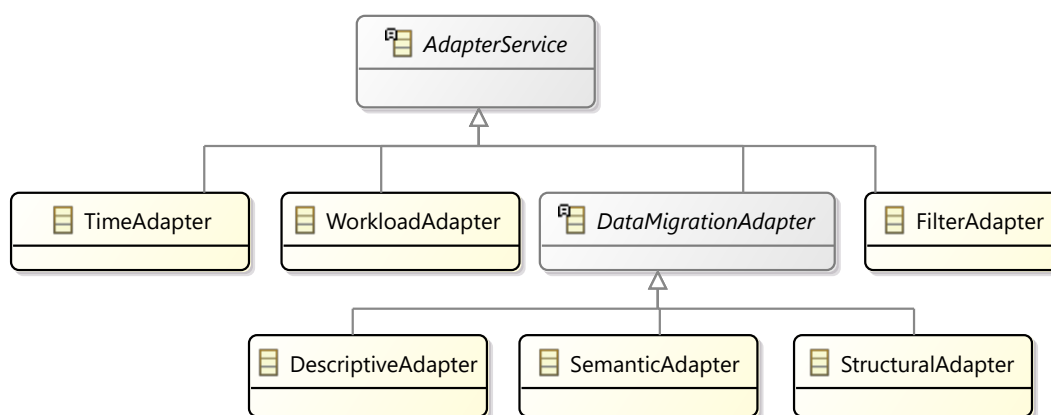 AdapterService
TimeAdapter
WorkloadAdapter
DataMigrationAdapter
FilterAdapter
DescriptiveAdapter
SemanticAdapter
StructuralAdapter